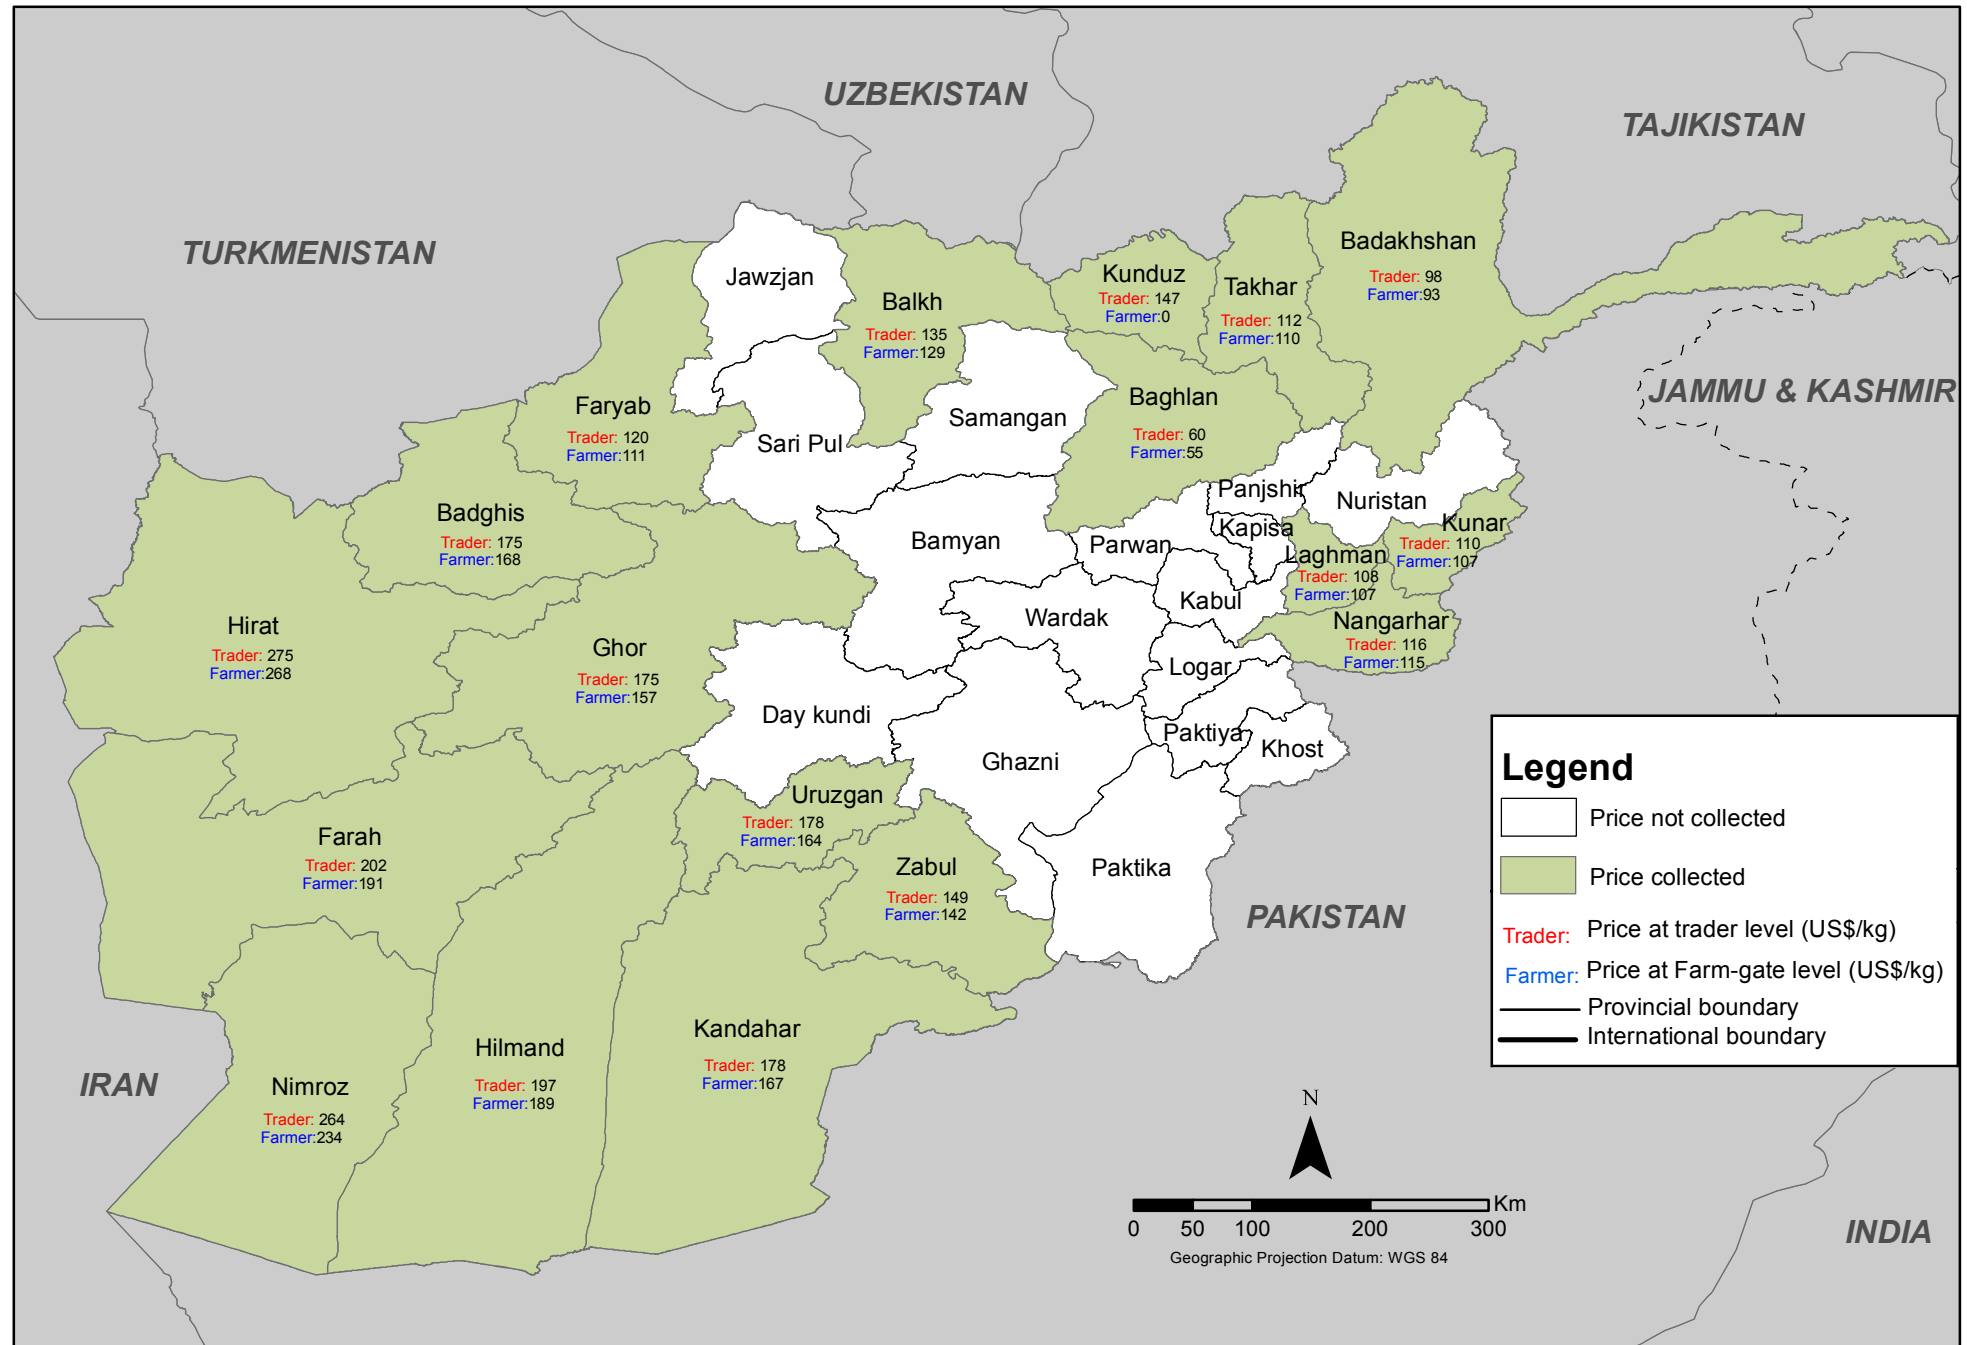 UZBEKISTAN
TAJIKISTAN
TURKMENISTAN
Jawzjan
Balkh
Trader: 135
Farmer:129
Kunduz
Trader: 147
Farmer:0
Takhar
Trader: 112
Farmer:110
Badakhshan
Trader: 98
Farmer:93
JAMMU & KASHMIR
Faryab
Trader: 120
Farmer:111
Sari Pul
Samangan
Baghlan
Trader: 60
Farmer:55
Badghis
Trader: 175
Farmer:168
Bamyan
Panjshir
Nuristan
Kapisa
Parwan
Kunar
Trader: 110
Farmer:107
Laghman
Trader: 108
Farmer:107
Hirat
Trader: 275
Farmer:268
Ghor
Trader: 175
Farmer:157
Wardak
Kabul
Nangarhar
Trader: 116
Farmer:115
Logar
Day kundi
Ghazni
Paktiya
Khost
Uruzgan
Trader: 178
Farmer:164
Farah
Trader: 202
Farmer:191
Zabul
Trader: 149
Farmer:142
Paktika
PAKISTAN
Kandahar
Trader: 178
Farmer:167
Hilmand
Trader: 197
Farmer:189
Nimroz
Trader: 264
Farmer:234
IRAN
INDIA
Legend
Price not collected
Price collected
Trader: Price at trader level (US$/kg)
Farmer: Price at Farm-gate level (US$/kg)
Provincial boundary
International boundary
N
Km
0 50 100 200 300
Geographic Projection Datum: WGS 84